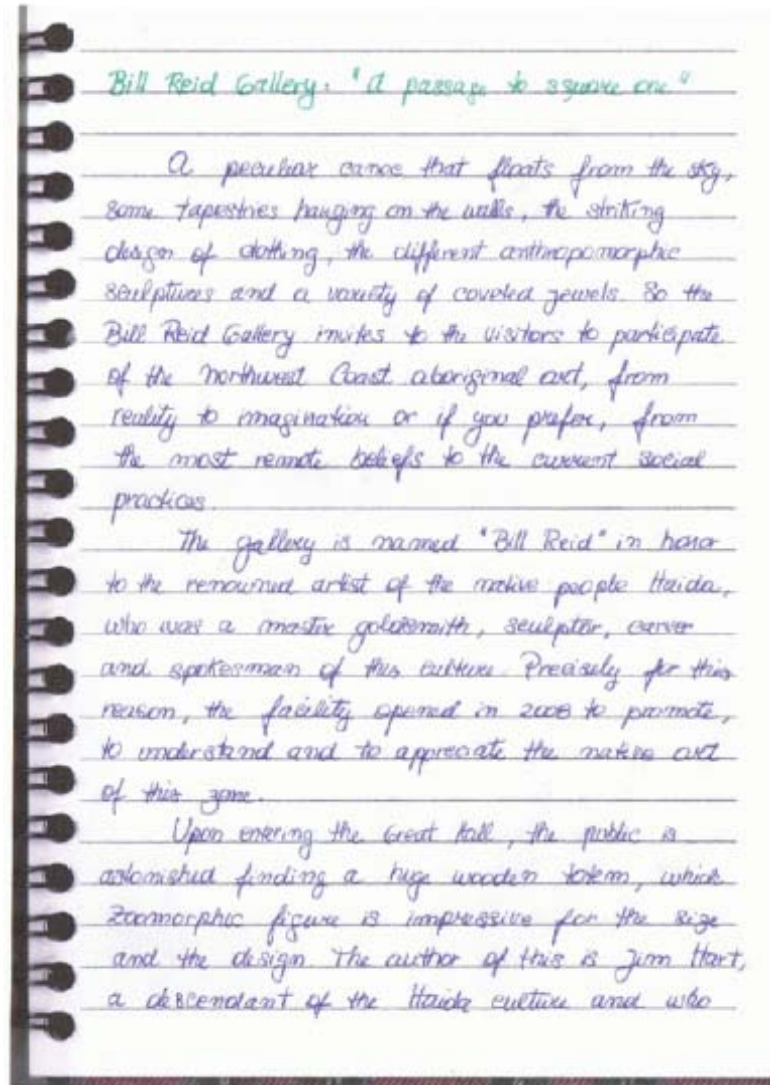 Bill Reid Gallery: "A passage to square one"
A peculiar canoe that floats from the sky,
some tapestries hanging on the walls, the striking
design of clothing, the different anthropomorphic
sculptures and a variety of coveted jewels. So the
Bill Reid Gallery invites to the visitors to participate
of the northwest Coast aboriginal art, from
reality to imagination or if you prefer, from
the most remote beliefs to the current social
practices.
The gallery is named "Bill Reid" in honor
to the renowned artist of the native people Haida,
who was a master goldsmith, sculptor, carver
and spokesman of this culture. Precisely for this
reason, the facility opened in 2008 to promote,
to understand and to appreciate the native art
of this zone.
Upon entering the Great Hall, the public is
astonished finding a huge wooden totem, which
zoomorphic figure is impressive for the size
and the design. The author of this is Jim Hart,
a descendant of the Haida culture and who